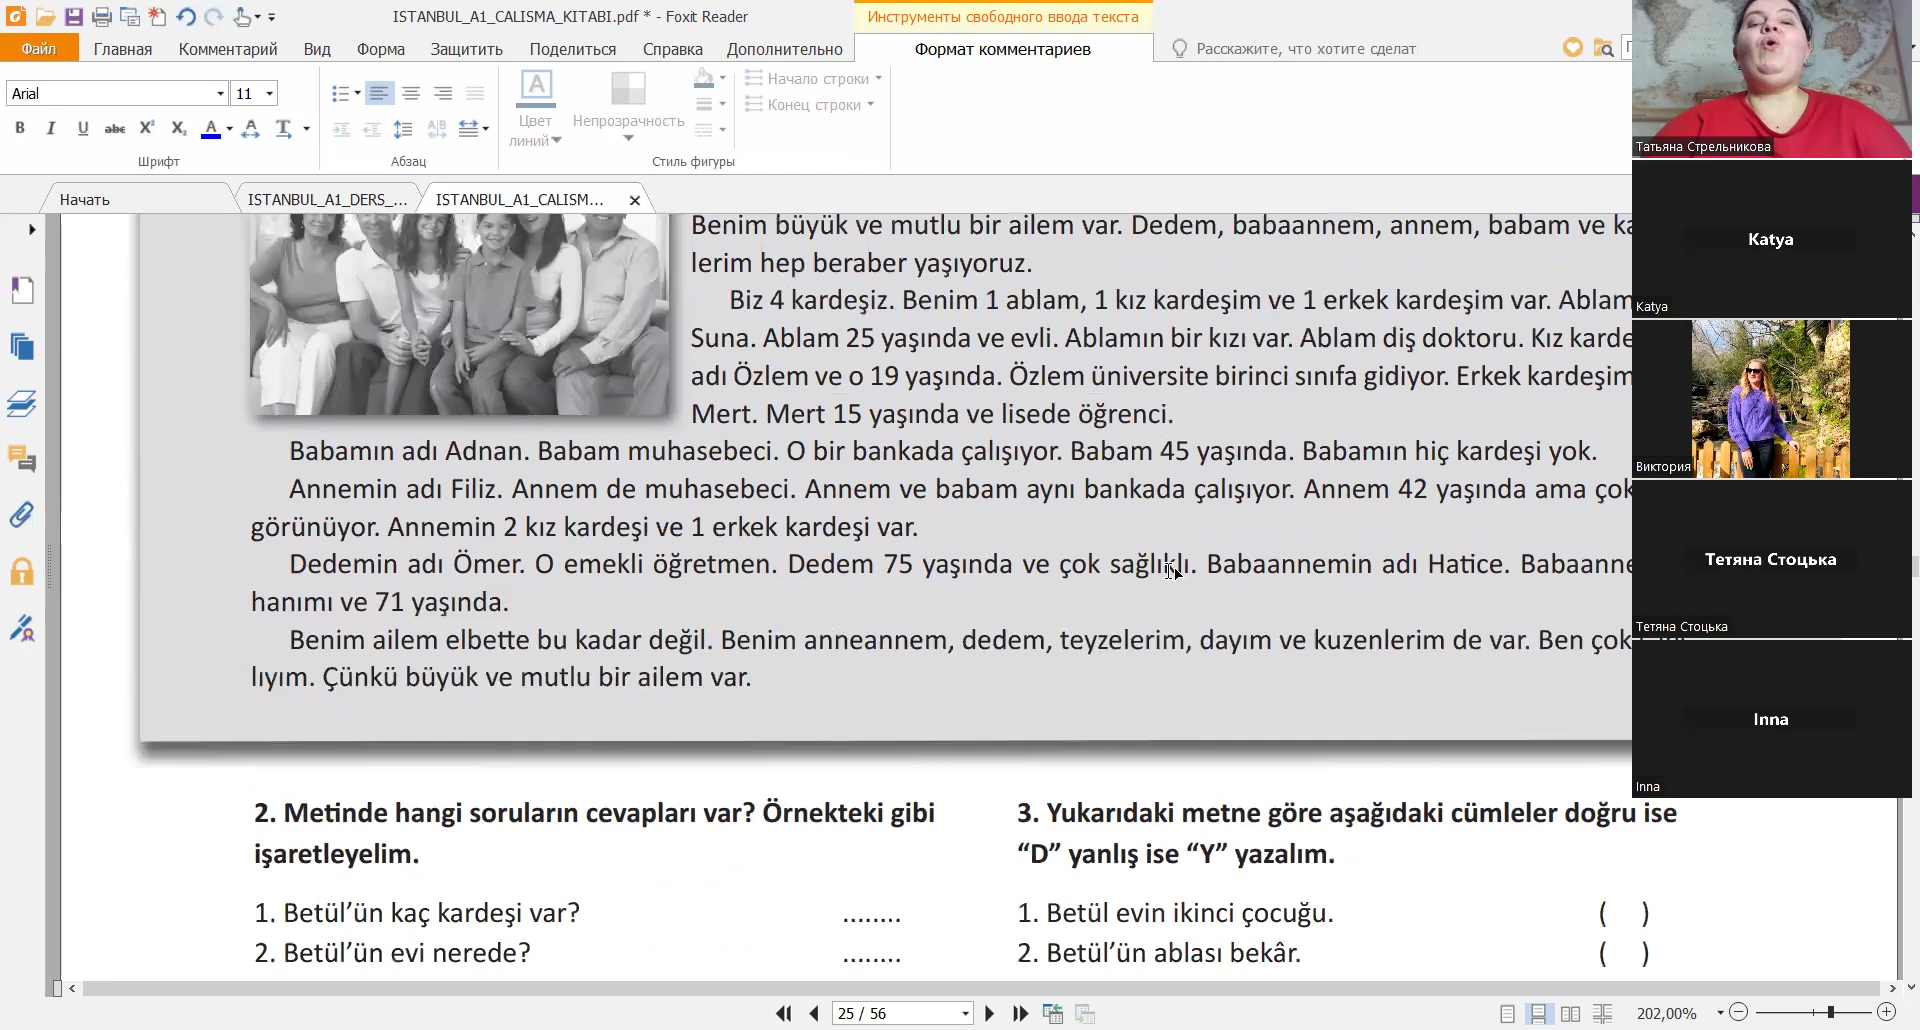 ISTANBUL_A1_CALISMA_KITABI.pdf * - Foxit Reader
Инструменты свободного ввода текста
Файл Главная Комментарий Вид Форма Защитить Поделиться Справка Дополнительно Формат комментариев Расскажите, что хотите сделат
Arial 11
Цвет линий
Непрозрачность
Начало строки
Конец строки
Шрифт Абзац Стиль фигуры
Начать ISTANBUL_A1_DERS_... ISTANBUL_A1_CALISM...
Benim büyük ve mutlu bir ailem var. Dedem, babaannem, annem, babam ve ka
lerim hep beraber yaşıyoruz.
Biz 4 kardeşiz. Benim 1 ablam, 1 kız kardeşim ve 1 erkek kardeşim var. Ablam
Suna. Ablam 25 yaşında ve evli. Ablamın bir kızı var. Ablam diş doktoru. Kız karde
adı Özlem ve o 19 yaşında. Özlem üniversite birinci sınıfa gidiyor. Erkek kardeşim
Mert. Mert 15 yaşında ve lisede öğrenci.
Babamın adı Adnan. Babam muhasebeci. O bir bankada çalışıyor. Babam 45 yaşında. Babamın hiç kardeşi yok.
Annemin adı Filiz. Annem de muhasebeci. Annem ve babam aynı bankada çalışıyor. Annem 42 yaşında ama çok
görünüyor. Annemin 2 kız kardeşi ve 1 erkek kardeşi var.
Dedemin adı Ömer. O emekli öğretmen. Dedem 75 yaşında ve çok sağlıklı. Babaannemin adı Hatice. Babaanne
hanımı ve 71 yaşında.
Benim ailem elbette bu kadar değil. Benim anneannem, dedem, teyzelerim, dayım ve kuzenlerim de var. Ben çok
lıyım. Çünkü büyük ve mutlu bir ailem var.
2. Metinde hangi soruların cevapları var? Örnekteki gibi
işaretleyelim.
1. Betül’ün kaç kardeşi var? ........
2. Betül’ün evi nerede? ........
3. Yukarıdaki metne göre aşağıdaki cümleler doğru ise
“D” yanlış ise “Y” yazalım.
1. Betül evin ikinci çocuğu. ( )
2. Betül’ün ablası bekâr. ( )
25 / 56
202,00%
Татьяна Стрельникова
Katya
Katya
Виктория
Тетяна Стоцька
Тетяна Стоцька
Inna
Inna